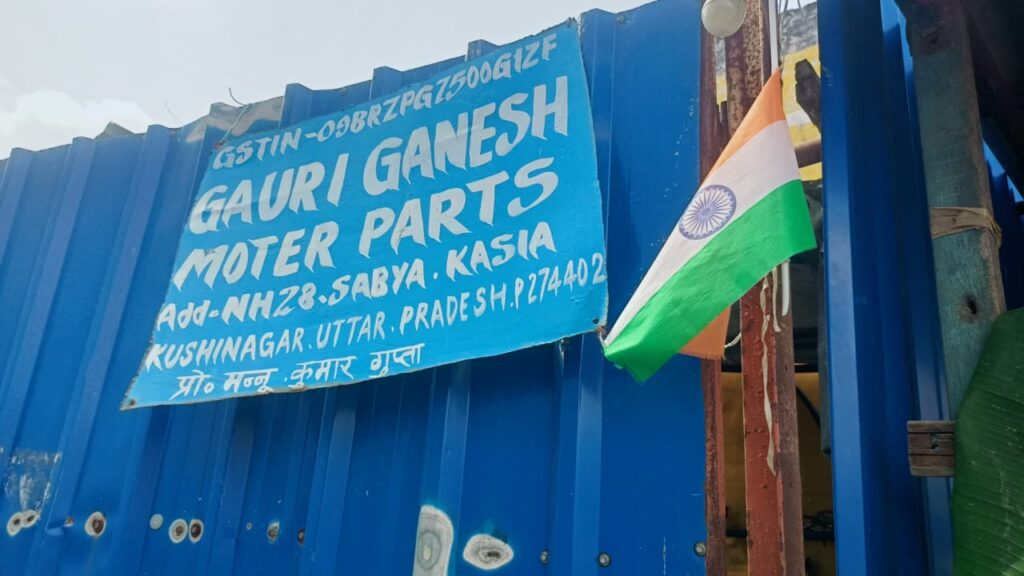 GSTIN-09BRZPG7500G1ZF
GAURI GANESH
MOTER PARTS
Add-NH28.SABYA.KASIA
KUSHINAGAR.UTTAR.PRADESH.P274402
प्रो० मन्नू कुमार गुप्ता